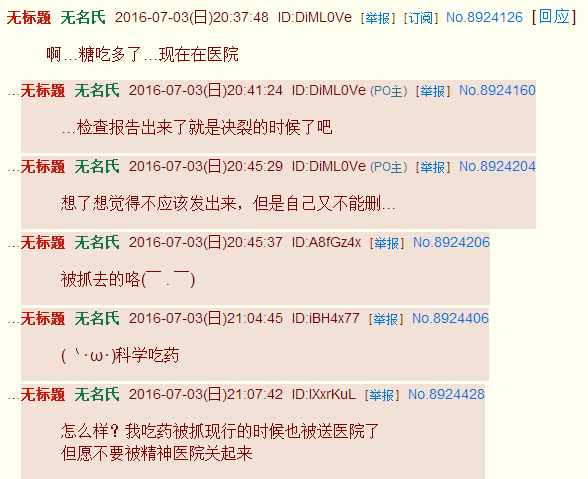 无标题 无名氏 2016-07-03(日)20:37:48 ID:DiML0Ve [举报] [订阅] No.8924126 [回应]
啊...糖吃多了...现在在医院
...无标题 无名氏 2016-07-03(日)20:41:24 ID:DiML0Ve (PO主) [举报] No.8924160
...检查报告出来了就是决裂的时候了吧
...无标题 无名氏 2016-07-03(日)20:45:29 ID:DiML0Ve (PO主) [举报] No.8924204
想了想觉得不应该发出来，但是自己又不能删...
...无标题 无名氏 2016-07-03(日)20:45:37 ID:A8fGz4x [举报] No.8924206
被抓去的咯(￣ . ￣)
...无标题 无名氏 2016-07-03(日)21:04:45 ID:iBH4x77 [举报] No.8924406
(〝･ω･)科学吃药
...无标题 无名氏 2016-07-03(日)21:07:42 ID:lXxrKuL [举报] No.8924428
怎么样？我吃药被抓现行的时候也被送医院了
但愿不要被精神医院关起来